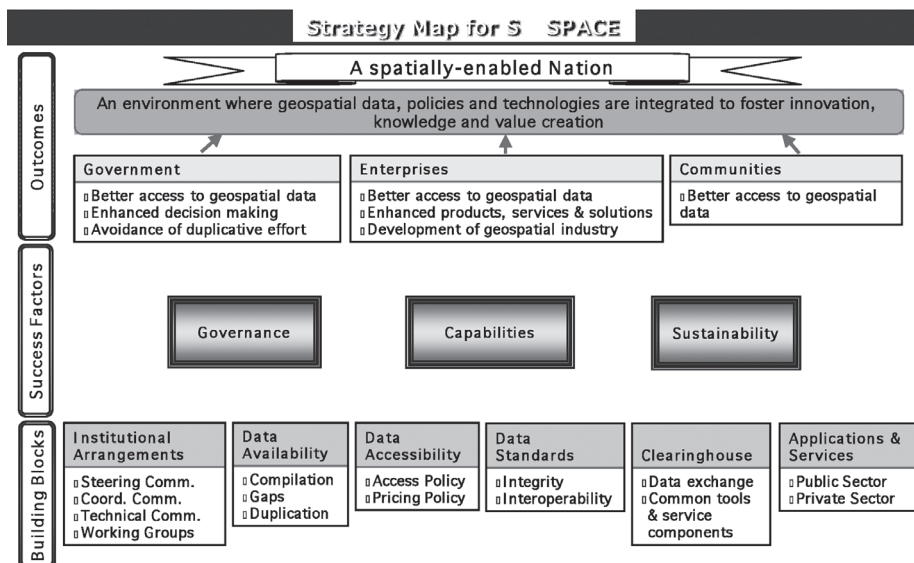 Strategy Map for S SPACE
A spatially-enabled Nation
An environment where geospatial data, policies and technologies are integrated to foster innovation,
knowledge and value creation
Outcomes
Government
Better access to geospatial data
Enhanced decision making
Avoidance of duplicative effort
Enterprises
Better access to geospatial data
Enhanced products, services & solutions
Development of geospatial industry
Communities
Better access to geospatial
data
Success Factors
Governance
Capabilities
Sustainability
Building Blocks
Institutional
Arrangements
Steering Comm.
Coord. Comm.
Technical Comm.
Working Groups
Data
Availability
Compilation
Gaps
Duplication
Data
Accessibility
Access Policy
Pricing Policy
Data
Standards
Integrity
Interoperability
Clearinghouse
Data exchange
Common tools
& service
components
Applications &
Services
Public Sector
Private Sector